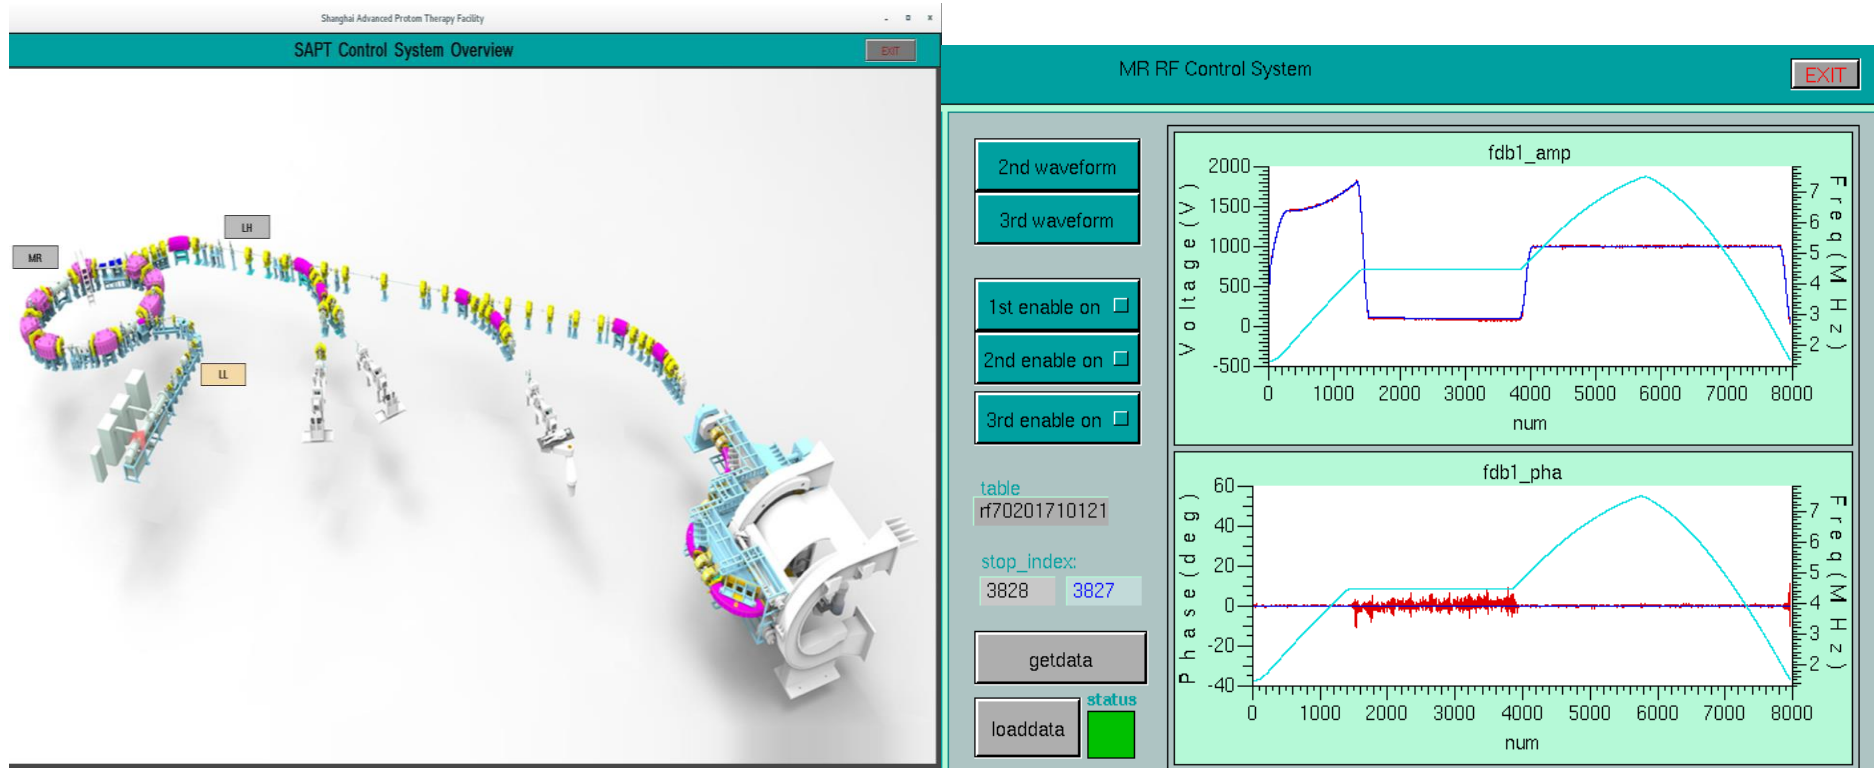 Shanghai Advanced Protom Therapy Facility
SAPT Control System Overview
EXIT
LH
MR
LL
MR RF Control System
EXIT
2nd waveform
3rd waveform
1st enable on
2nd enable on
3rd enable on
table
rf70201710121
stop_index:
3828 3827
getdata
loaddata
status
fdb1_amp
Voltage(V)
2000
1500
1000
500
0
-500
0 1000 2000 3000 4000 5000 6000 7000 8000
num
7
6
5
4
3
2
Freq(MHz)
fdb1_pha
Phase(deg)
60
40
20
0
-20
-40
0 1000 2000 3000 4000 5000 6000 7000 8000
num
7
6
5
4
3
2
Freq(MHz)